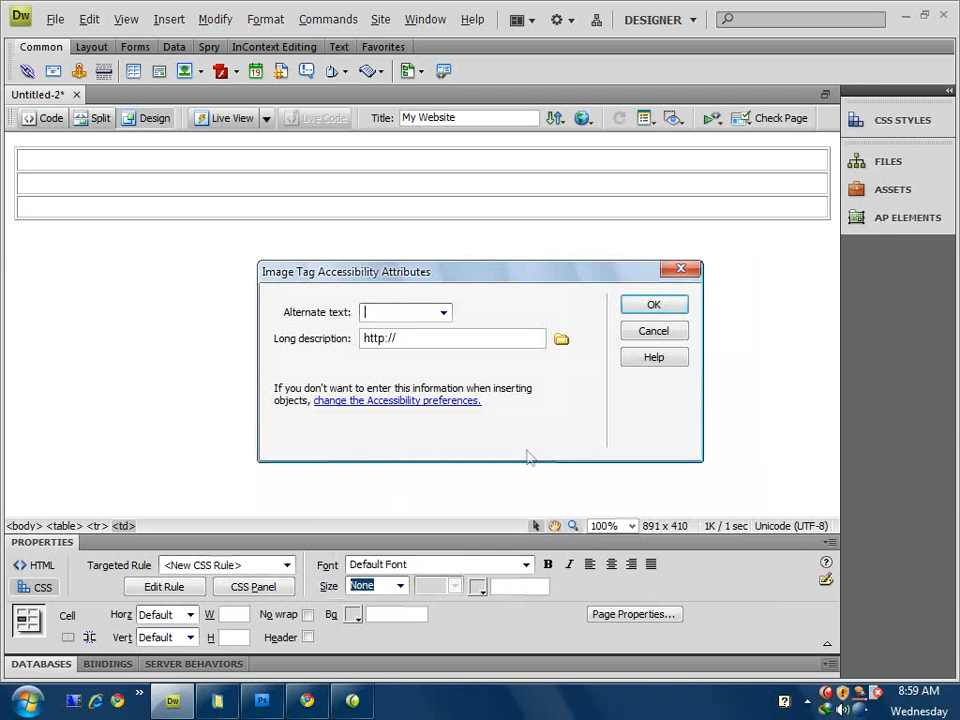 Dw File Edit View Insert Modify Format Commands Site Window Help DESIGNER
Common Layout Forms Data Spry InContext Editing Text Favorites
Untitled-2*
Code Split Design Live View Live Code Title: My Website Check Page
CSS STYLES
FILES
ASSETS
AP ELEMENTS
Image Tag Accessibility Attributes
Alternate text:
OK
Long description: http://
Cancel
Help
If you don't want to enter this information when inserting
objects, change the Accessibility preferences.
<body> <table> <tr> <td> 100% 891 x 410 1K / 1 sec Unicode (UTF-8)
PROPERTIES
<> HTML Targeted Rule <New CSS Rule> Font Default Font B I
CSS Edit Rule CSS Panel Size None
Cell Horz Default W No wrap Bg Page Properties...
Vert Default H Header
DATABASES BINDINGS SERVER BEHAVIORS
Dw Ps 8:59 AM
Wednesday